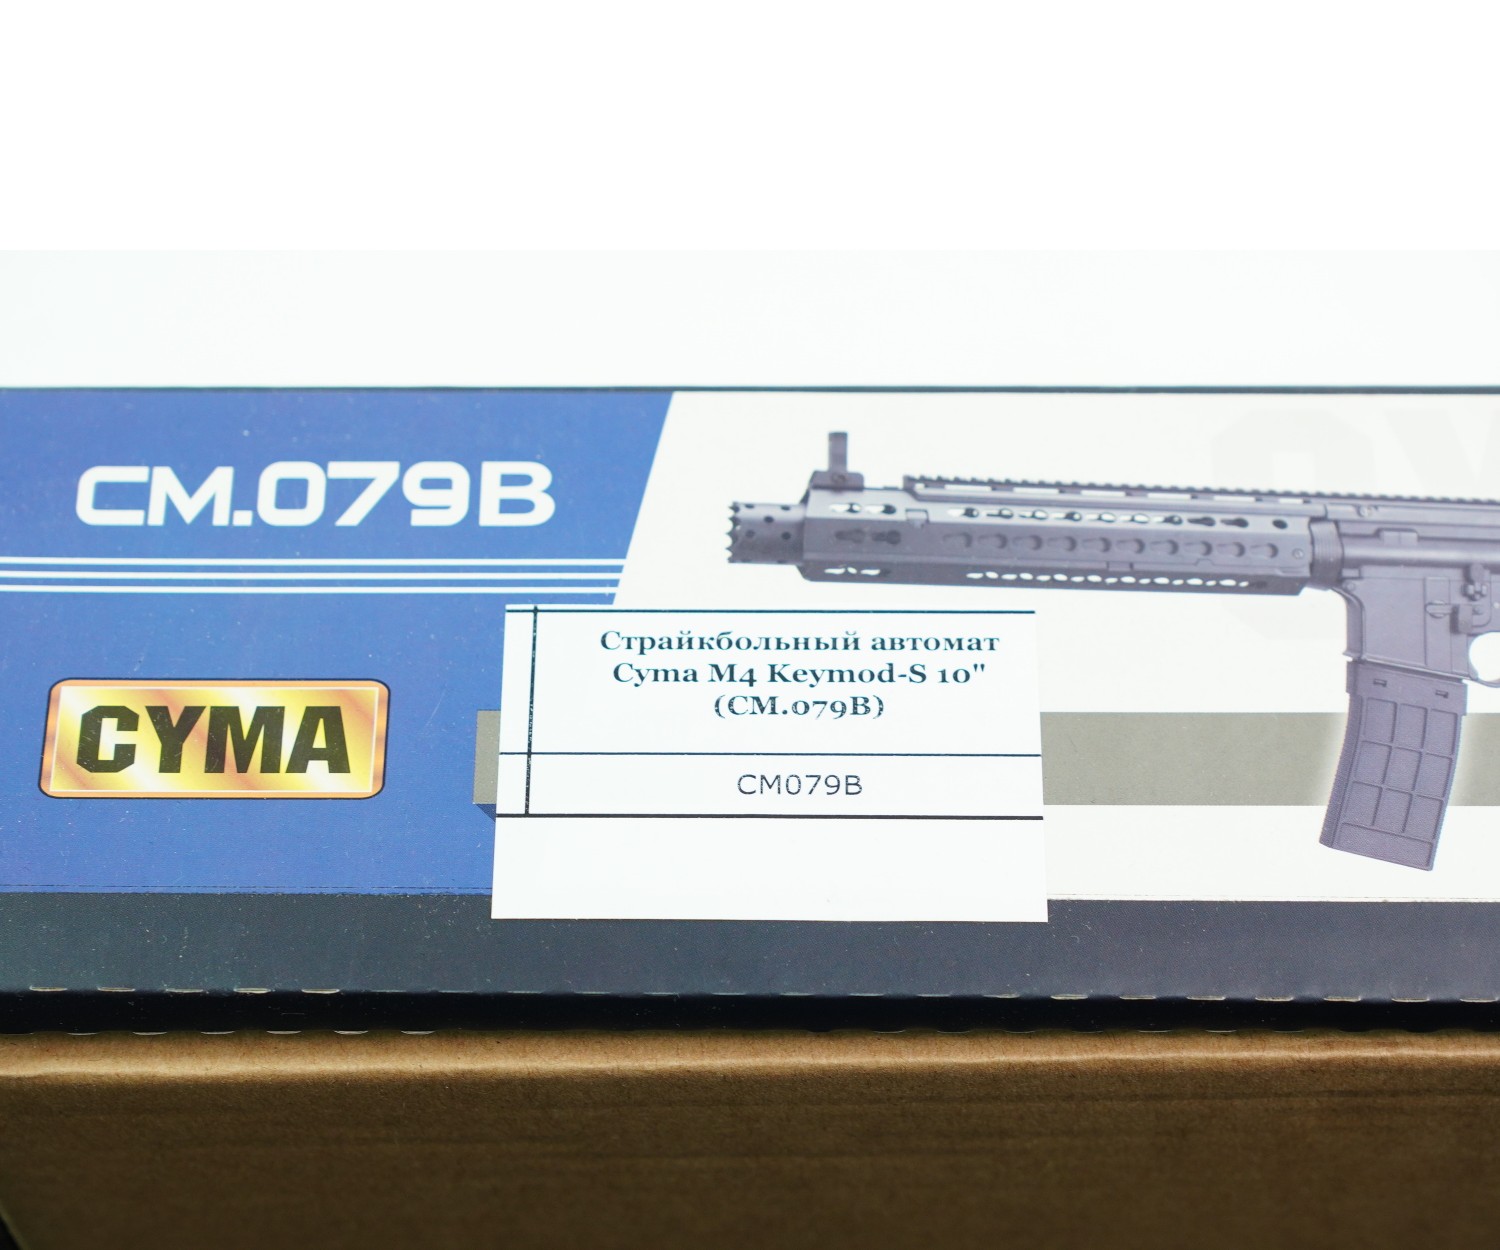 CM.079B
CYMA
Страйкбольный автомат
Cyma M4 Keymod-S 10"
(CM.079B)
CM079B